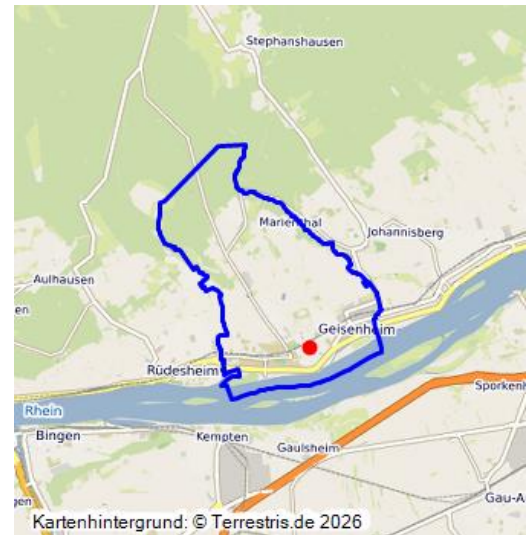 Stephanshausen
Marienthal
Johannisberg
Aulhausen
en
Geisenheim
Rüdesheim
Sporkenh
Rhein
Bingen
Kempten
Gaulsheim
gen
Gau-A
Kartenhintergrund: © Terrestris.de 2026